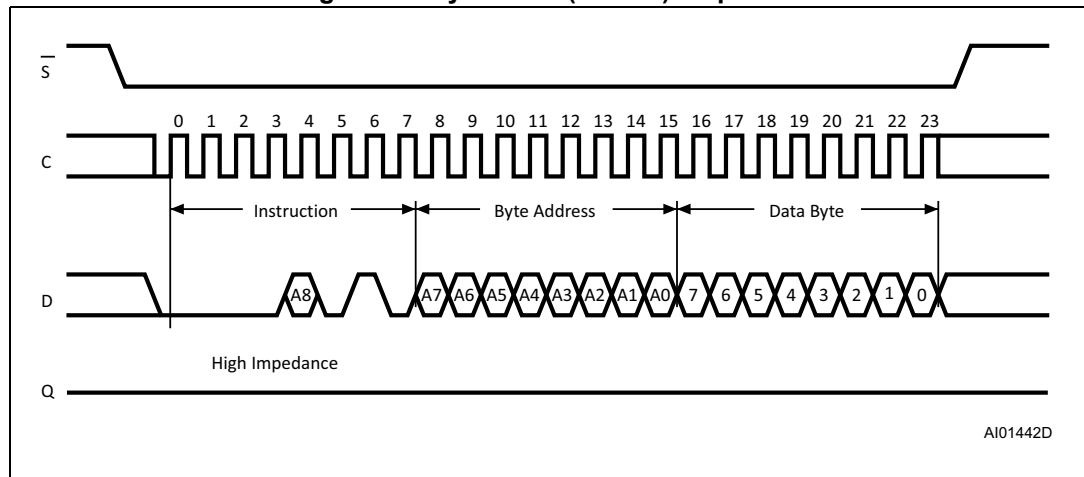 S
0 1 2 3 4 5 6 7 8 9 10 11 12 13 14 15 16 17 18 19 20 21 22 23
C
Instruction Byte Address Data Byte
D A8 A7 A6 A5 A4 A3 A2 A1 A0 7 6 5 4 3 2 1 0
High Impedance
Q
AI01442D